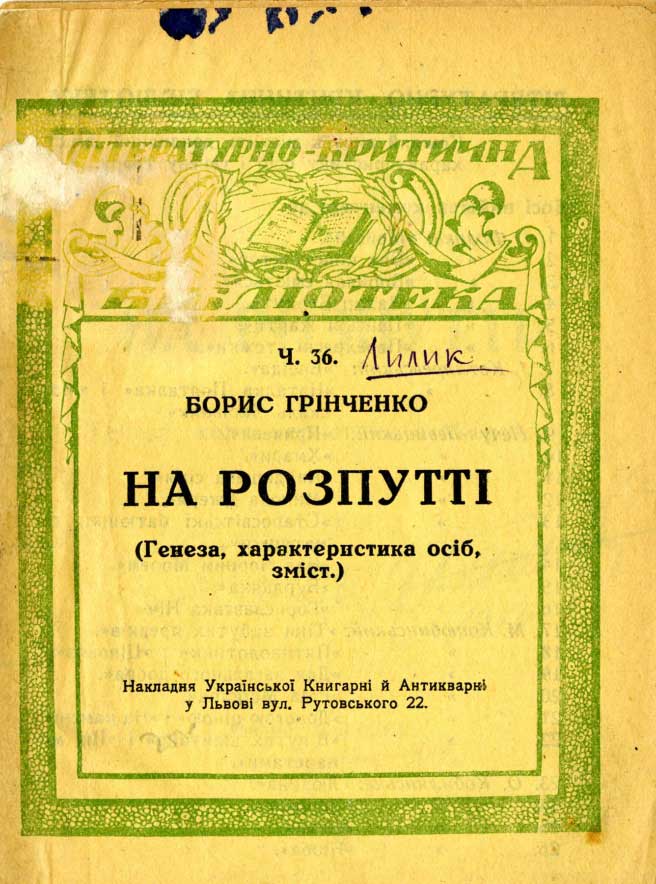 ЛІТЕРАТУРНО-КРИТИЧНА
БІБЛІОТЕКА
Ч. 36. Лилик
БОРИС ГРІНЧЕНКО
НА РОЗПУТТІ
(Генеза, характеристика осіб,
зміст.)
Накладня Української Книгарні й Антикварні
у Львові вул. Рутовського 22.